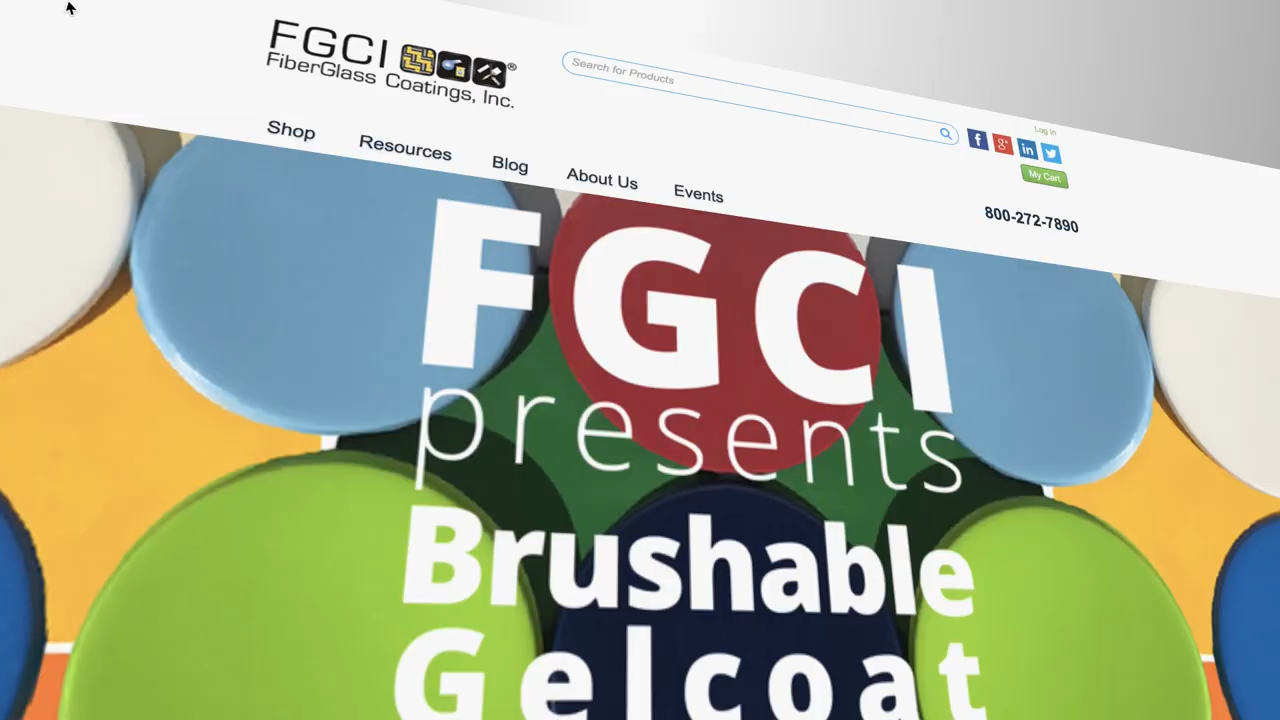 FGCI
FiberGlass Coatings, Inc.®
Search for Products
Log In
My Cart
Shop Resources Blog About Us Events
800-272-7890
FGCI
presents
Brushable
Gelcoat